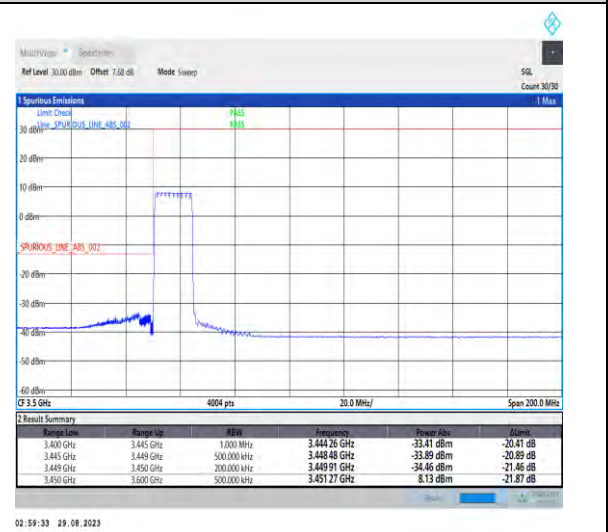 MultiView Spectrum
Ref Level 30.00 dBm Offset 7.68 dB Mode Sweep SGL
Count 30/30
1 Spurious Emissions 1 Max
Limit Check PASS
Line _SPURIOUS_LINE_ABS_002 PASS
30 dBm
20 dBm
10 dBm
0 dBm
SPURIOUS_LINE_ABS_002
-20 dBm
-30 dBm
-40 dBm
-50 dBm
-60 dBm
CF 3.5 GHz 4004 pts 20.0 MHz/ Span 200.0 MHz
2 Result Summary
Range Low Range Up RBW Frequency Power Abs ΔLimit
3.400 GHz 3.445 GHz 1.000 MHz 3.444 26 GHz -33.41 dBm -20.41 dB
3.445 GHz 3.449 GHz 500.000 kHz 3.448 48 GHz -33.89 dBm -20.89 dB
3.449 GHz 3.450 GHz 200.000 kHz 3.449 91 GHz -34.46 dBm -21.46 dB
3.450 GHz 3.600 GHz 500.000 kHz 3.451 27 GHz 8.13 dBm -21.87 dB
02:59:33 29.08.2023